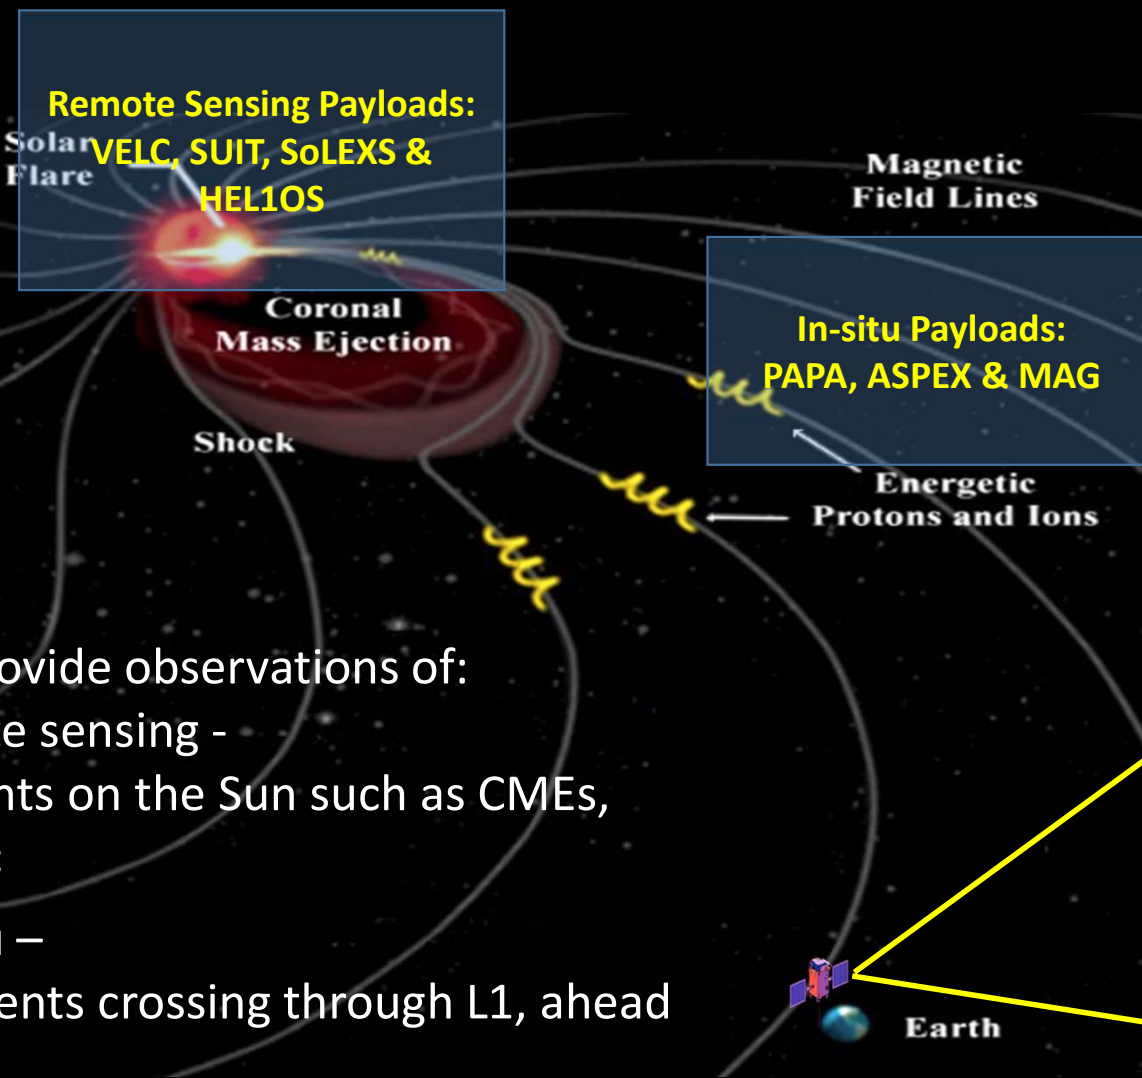 Remote Sensing Payloads:
VELC, SUIT, SoLEXS &
HEL1OS
Solar
Flare
Magnetic
Field Lines
Coronal
Mass Ejection
In-situ Payloads:
PAPA, ASPEX & MAG
Shock
Energetic
Protons and Ions
ovide observations of:
e sensing -
nts on the Sun such as CMEs,
–
ents crossing through L1, ahead
Earth